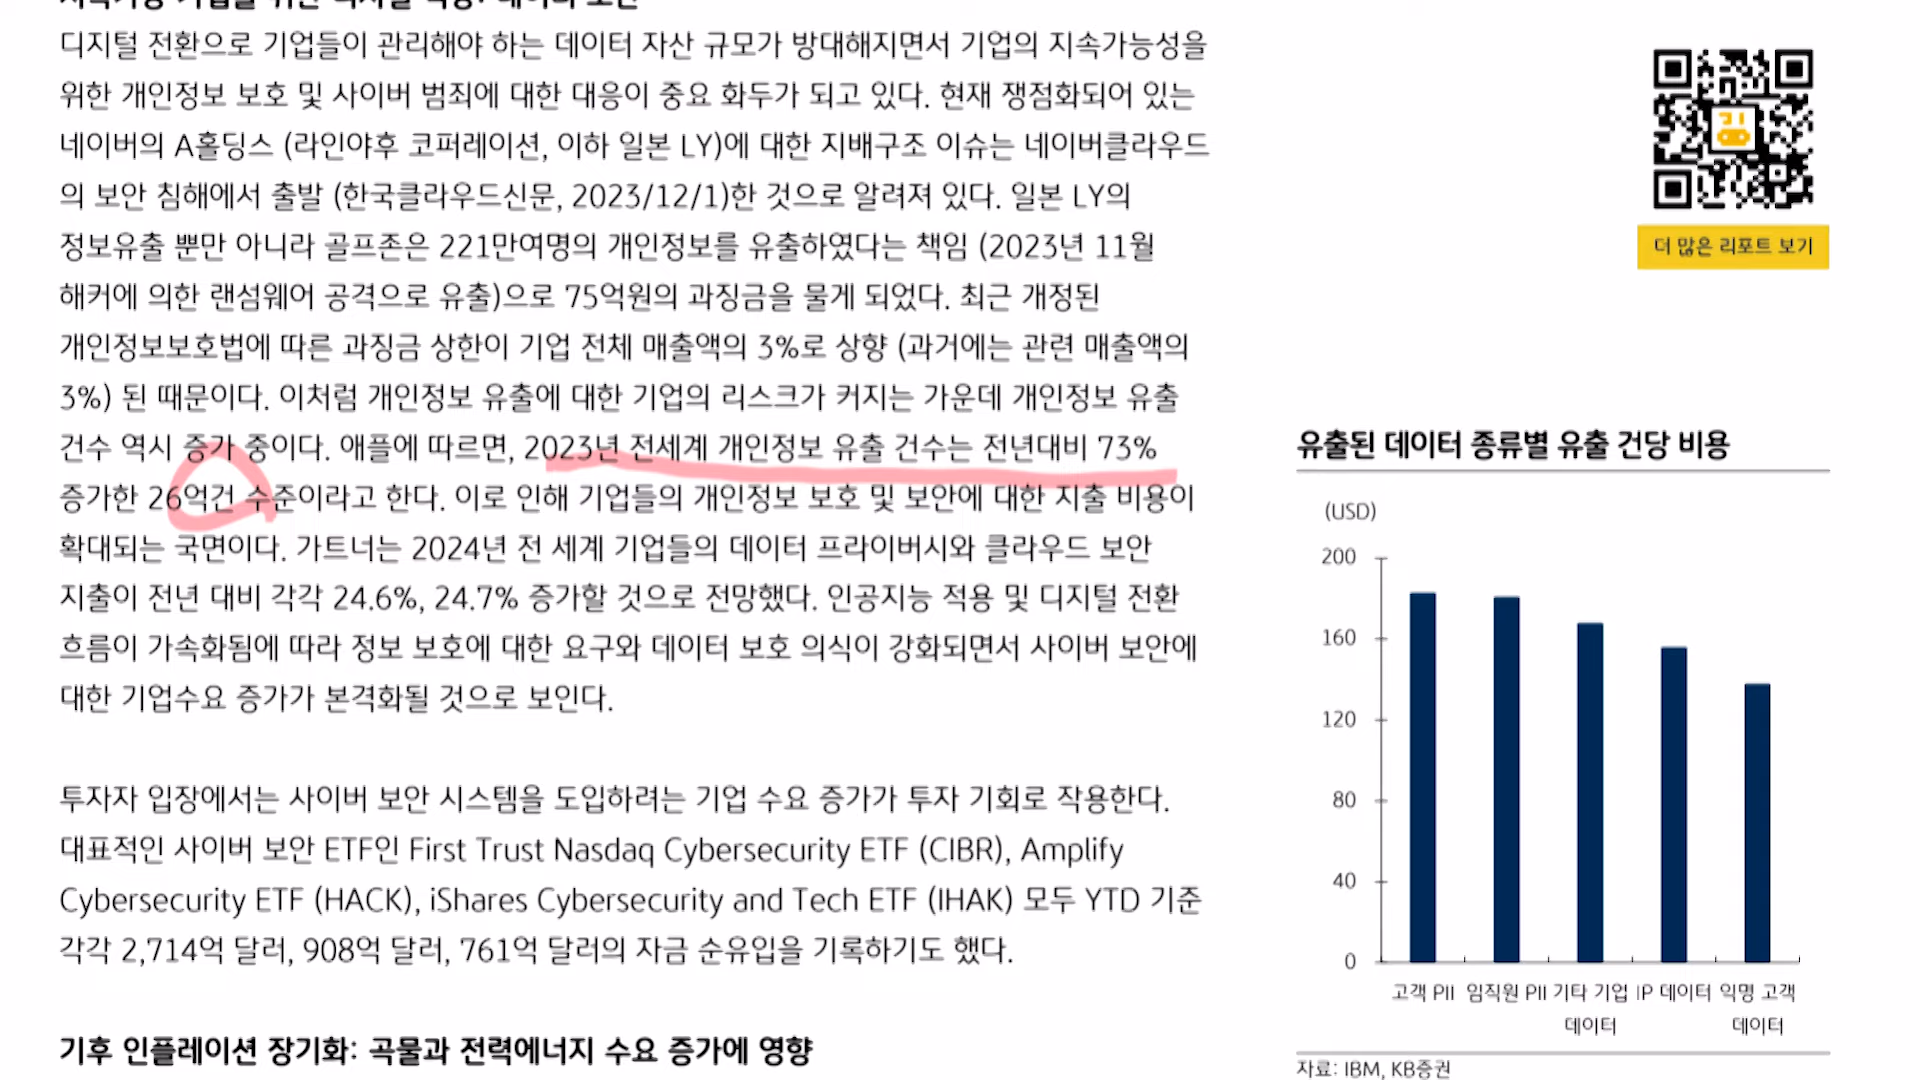 디지털 전환으로 기업들이 관리해야 하는 데이터 자산 규모가 방대해지면서 기업의 지속가능성을
위한 개인정보 보호 및 사이버 범죄에 대한 대응이 중요 화두가 되고 있다. 현재 쟁점화되어 있는
네이버의 A홀딩스 (라인야후 코퍼레이션, 이하 일본 LY)에 대한 지배구조 이슈는 네이버클라우드
의 보안 침해에서 출발 (한국클라우드신문, 2023/12/1)한 것으로 알려져 있다. 일본 LY의
정보유출 뿐만 아니라 골프존은 221만여명의 개인정보를 유출하였다는 책임 (2023년 11월
해커에 의한 랜섬웨어 공격으로 유출)으로 75억원의 과징금을 물게 되었다. 최근 개정된
개인정보보호법에 따른 과징금 상한이 기업 전체 매출액의 3%로 상향 (과거에는 관련 매출액의
3%) 된 때문이다. 이처럼 개인정보 유출에 대한 기업의 리스크가 커지는 가운데 개인정보 유출
건수 역시 증가 중이다. 애플에 따르면, 2023년 전세계 개인정보 유출 건수는 전년대비 73%
증가한 26억건 수준이라고 한다. 이로 인해 기업들의 개인정보 보호 및 보안에 대한 지출 비용이
확대되는 국면이다. 가트너는 2024년 전 세계 기업들의 데이터 프라이버시와 클라우드 보안
지출이 전년 대비 각각 24.6%, 24.7% 증가할 것으로 전망했다. 인공지능 적용 및 디지털 전환
흐름이 가속화됨에 따라 정보 보호에 대한 요구와 데이터 보호 의식이 강화되면서 사이버 보안에
대한 기업수요 증가가 본격화될 것으로 보인다.
투자자 입장에서는 사이버 보안 시스템을 도입하려는 기업 수요 증가가 투자 기회로 작용한다.
대표적인 사이버 보안 ETF인 First Trust Nasdaq Cybersecurity ETF (CIBR), Amplify
Cybersecurity ETF (HACK), iShares Cybersecurity and Tech ETF (IHAK) 모두 YTD 기준
각각 2,714억 달러, 908억 달러, 761억 달러의 자금 순유입을 기록하기도 했다.
기후 인플레이션 장기화: 곡물과 전력에너지 수요 증가에 영향
더 많은 리포트 보기
유출된 데이터 종류별 유출 건당 비용
(USD)
200
160
120
80
40
0
고객 PII 임직원 PII 기타 기업 IP 데이터 익명 고객
데이터 데이터
자료: IBM, KB증권